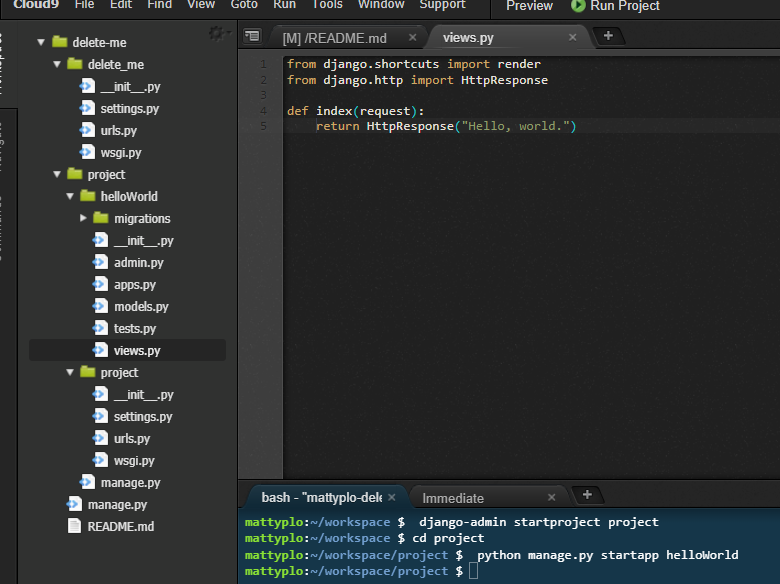 Cloud9 File Edit Find View Goto Run Tools Window Support Preview Run Project
delete-me
delete_me
__init__.py
settings.py
urls.py
wsgi.py
project
helloWorld
migrations
__init__.py
admin.py
apps.py
models.py
tests.py
views.py
project
__init__.py
settings.py
urls.py
wsgi.py
manage.py
manage.py
README.md
[M] /README.md × views.py × +
1 from django.shortcuts import render
2 from django.http import HttpResponse
3
4 def index(request):
5 return HttpResponse("Hello, world.")
bash - "mattyplo-dele × Immediate × +
mattyplo:~/workspace $ django-admin startproject project
mattyplo:~/workspace $ cd project
mattyplo:~/workspace/project $ python manage.py startapp helloWorld
mattyplo:~/workspace/project $